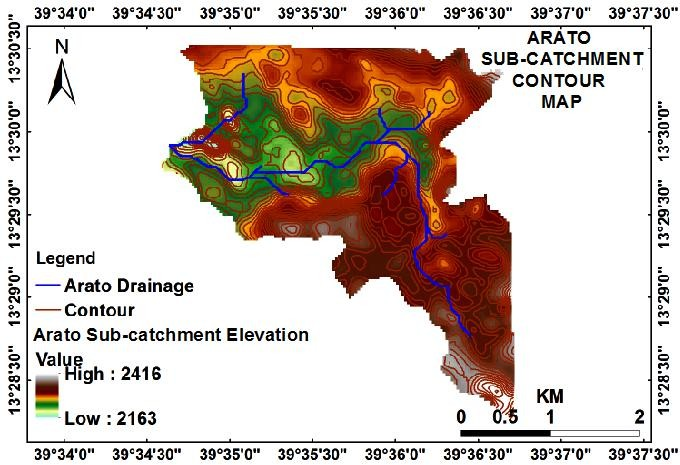 39°34'0" 39°34'30" 39°35'0" 39°35'30" 39°36'0" 39°36'30" 39°37'0" 39°37'30"
13°30'30"
13°30'0"
13°29'30"
13°29'0"
13°28'30"
N
ARATO
SUB-CATCHMENT
CONTOUR
MAP
13°30'30"
13°30'0"
13°29'30"
13°29'0"
13°28'30"
Legend
Arato Drainage
Contour
Arato Sub-catchment Elevation
Value
High : 2416
Low : 2163
KM
0 0.5 1 2
39°34'0" 39°34'30" 39°35'0" 39°35'30" 39°36'0" 39°36'30" 39°37'0" 39°37'30"